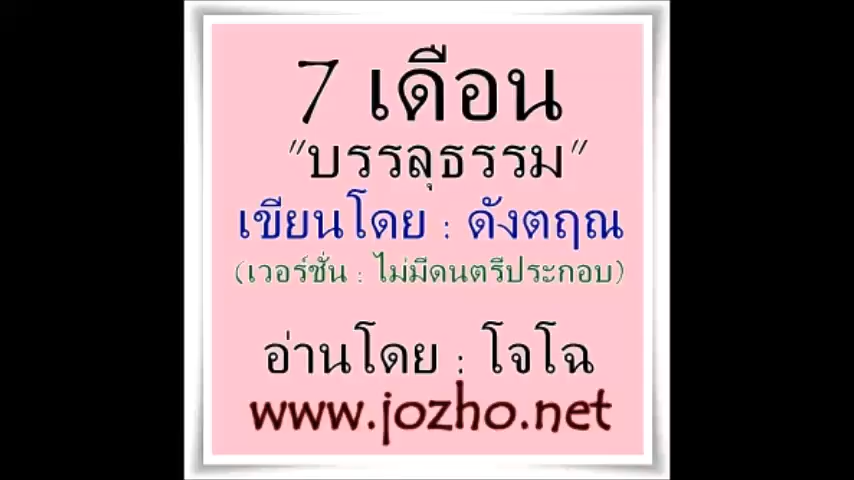 7 เดือน
"บรรลุธรรม"
เขียนโดย : ดังตฤณ
(เวอร์ชั่น : ไม่มีดนตรีประกอบ)
อ่านโดย : โจโฉ
www.jozho.net